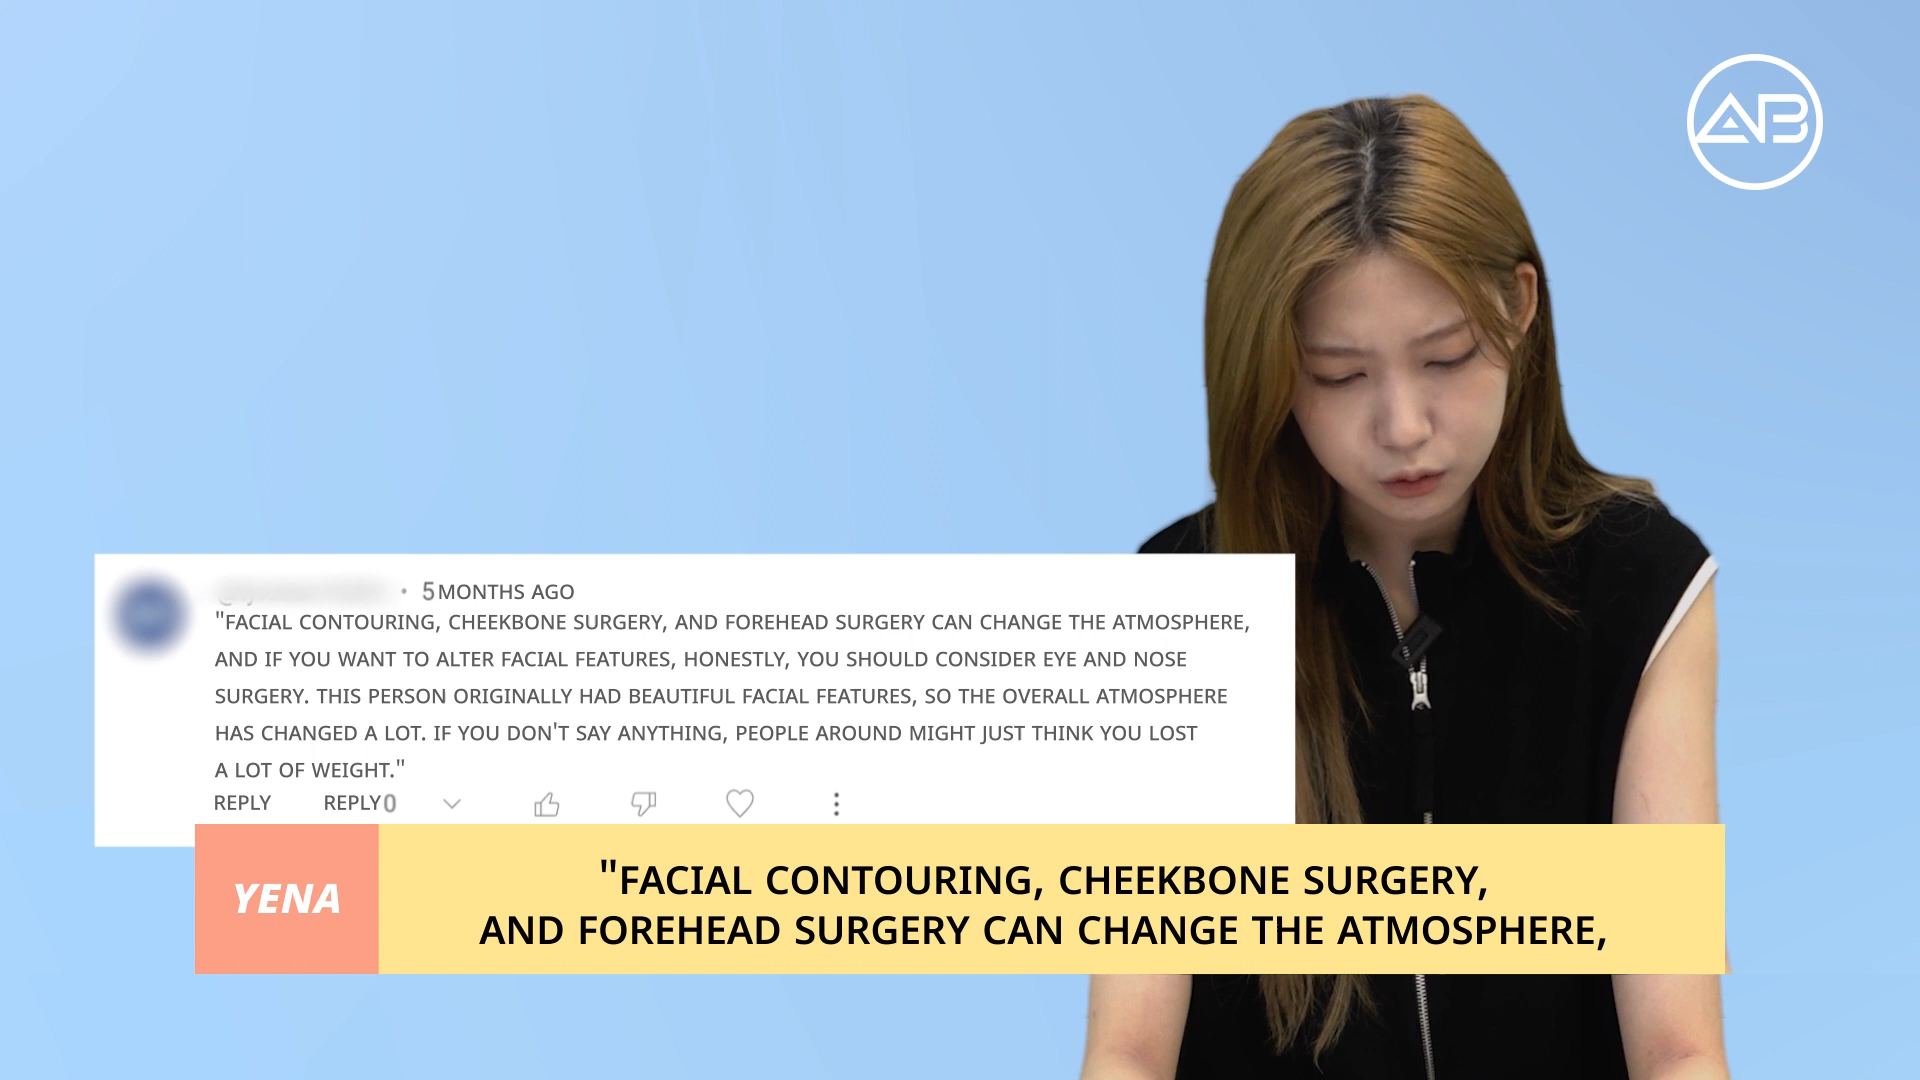 AB
5 MONTHS AGO
"FACIAL CONTOURING, CHEEKBONE SURGERY, AND FOREHEAD SURGERY CAN CHANGE THE ATMOSPHERE,
AND IF YOU WANT TO ALTER FACIAL FEATURES, HONESTLY, YOU SHOULD CONSIDER EYE AND NOSE
SURGERY. THIS PERSON ORIGINALLY HAD BEAUTIFUL FACIAL FEATURES, SO THE OVERALL ATMOSPHERE
HAS CHANGED A LOT. IF YOU DON'T SAY ANYTHING, PEOPLE AROUND MIGHT JUST THINK YOU LOST
A LOT OF WEIGHT."
REPLY REPLY 0
YENA
"FACIAL CONTOURING, CHEEKBONE SURGERY,
AND FOREHEAD SURGERY CAN CHANGE THE ATMOSPHERE,